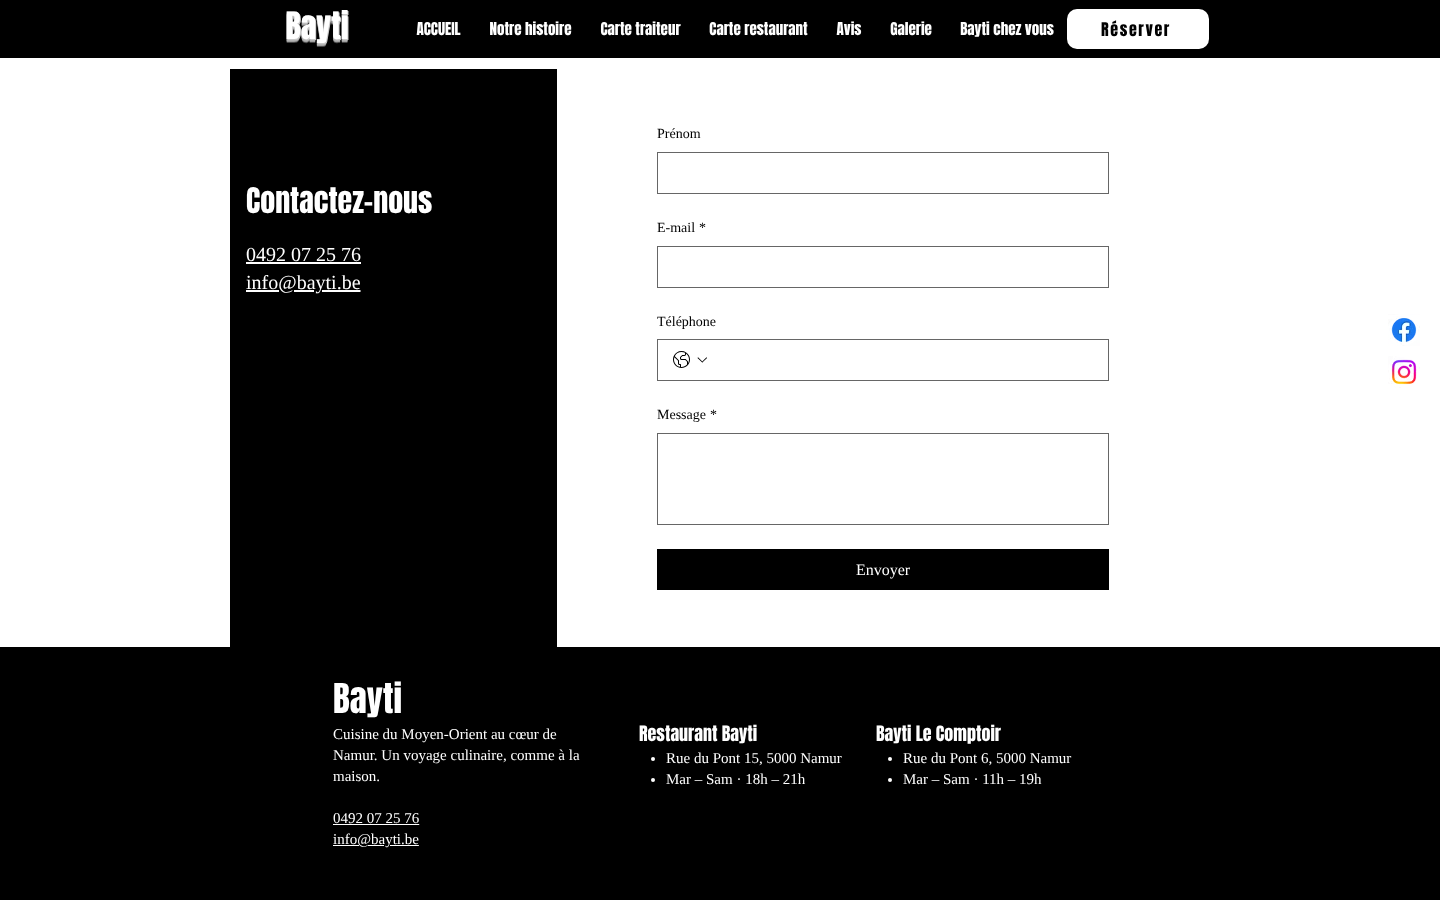 Bayti
ACCUEIL
Notre histoire
Carte traiteur
Carte restaurant
Avis
Galerie
Bayti chez vous
Réserver
Contactez-nous
0492 07 25 76
info@bayti.be
Prénom
E-mail *
Téléphone
Message *
Envoyer
Bayti
Cuisine du Moyen-Orient au cœur de
Namur. Un voyage culinaire, comme à la
maison.
0492 07 25 76
info@bayti.be
Restaurant Bayti
Rue du Pont 15, 5000 Namur
Mar – Sam · 18h – 21h
Bayti Le Comptoir
Rue du Pont 6, 5000 Namur
Mar – Sam · 11h – 19h